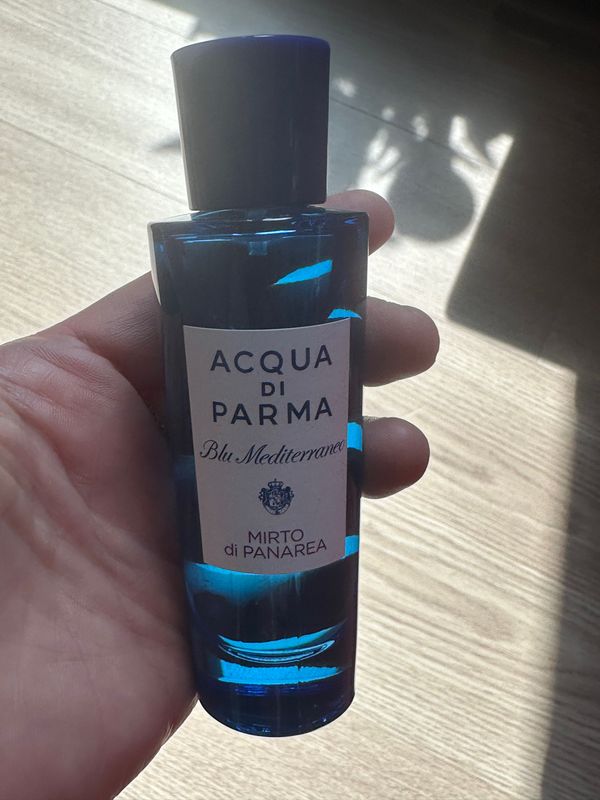 ACQUA
DI
PARMA
Blu Mediterraneo
MIRTO
di PANAREA